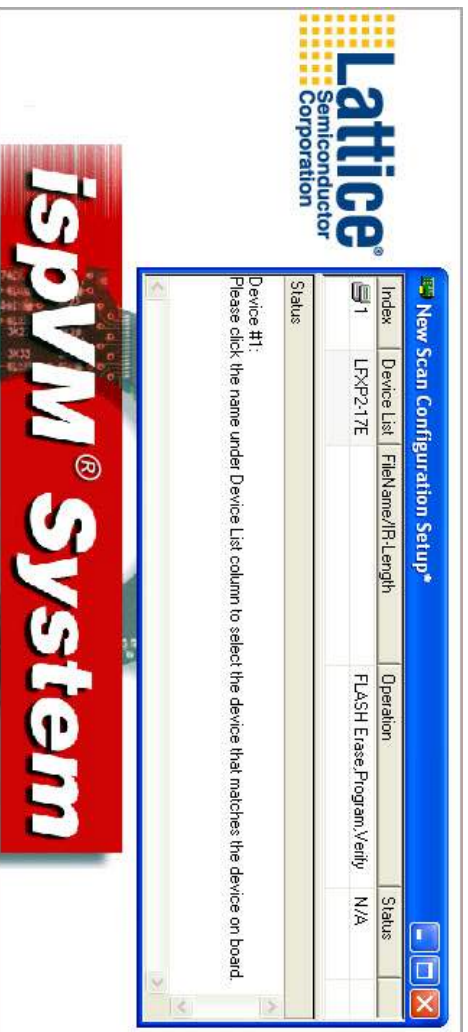 Lattice®
Semiconductor
Corporation
New Scan Configuration Setup*
Index Device List FileName/IR-Length Operation Status
1 LFXP2-17E FLASH Erase,Program,Verify N/A
Status
Device #1:
Please click the name under Device List column to select the device that matches the device on board.
ispVM® System